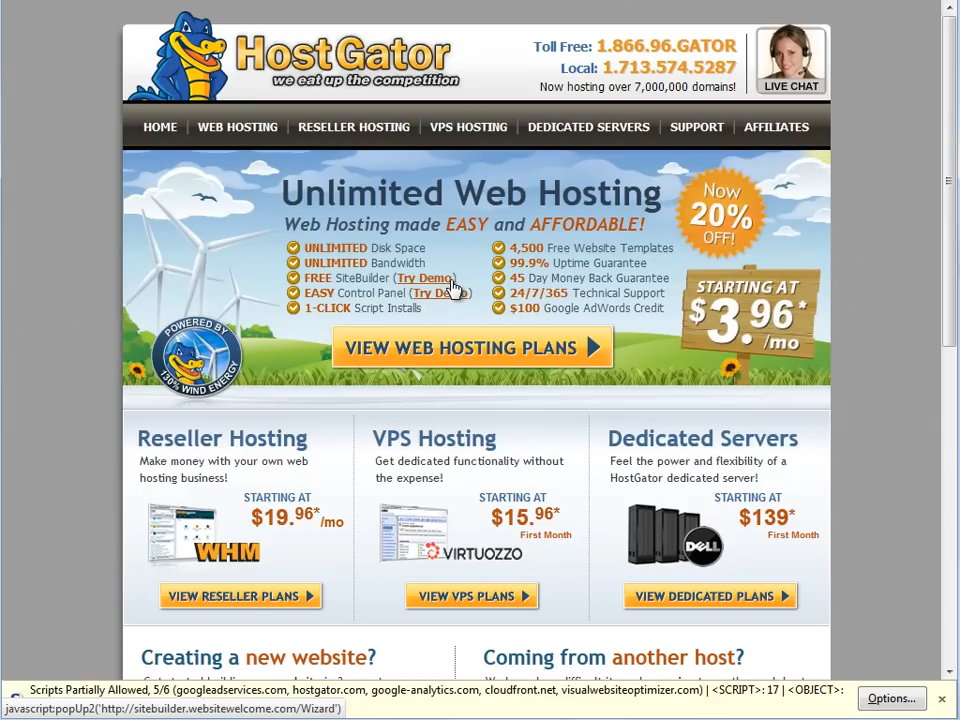 HostGator
we eat up the competition
Toll Free: 1.866.96.GATOR
Local: 1.713.574.5287
Now hosting over 7,000,000 domains!
LIVE CHAT
HOME
WEB HOSTING
RESELLER HOSTING
VPS HOSTING
DEDICATED SERVERS
SUPPORT
AFFILIATES
Unlimited Web Hosting
Web Hosting made EASY and AFFORDABLE!
Now
20%
OFF!
UNLIMITED Disk Space
UNLIMITED Bandwidth
FREE SiteBuilder (Try Demo)
EASY Control Panel (Try Demo)
1-CLICK Script Installs
4,500 Free Website Templates
99.9% Uptime Guarantee
45 Day Money Back Guarantee
24/7/365 Technical Support
$100 Google AdWords Credit
STARTING AT
$3.96*
/mo
VIEW WEB HOSTING PLANS
POWERED BY
130% WIND ENERGY
Reseller Hosting
Make money with your own web
hosting business!
STARTING AT
$19.96*/mo
WHM
VIEW RESELLER PLANS
VPS Hosting
Get dedicated functionality without
the expense!
STARTING AT
$15.96*
First Month
VIRTUOZZO
VIEW VPS PLANS
Dedicated Servers
Feel the power and flexibility of a
HostGator dedicated server!
STARTING AT
$139*
First Month
DELL
VIEW DEDICATED PLANS
Creating a new website?
Coming from another host?
Scripts Partially Allowed, 5/6 (googleadservices.com, hostgator.com, google-analytics.com, cloudfront.net, visualwebsiteoptimizer.com) | <SCRIPT>: 17 | <OBJECT>:
Options...
javascript:popUp2('http://sitebuilder.websitewelcome.com/Wizard')